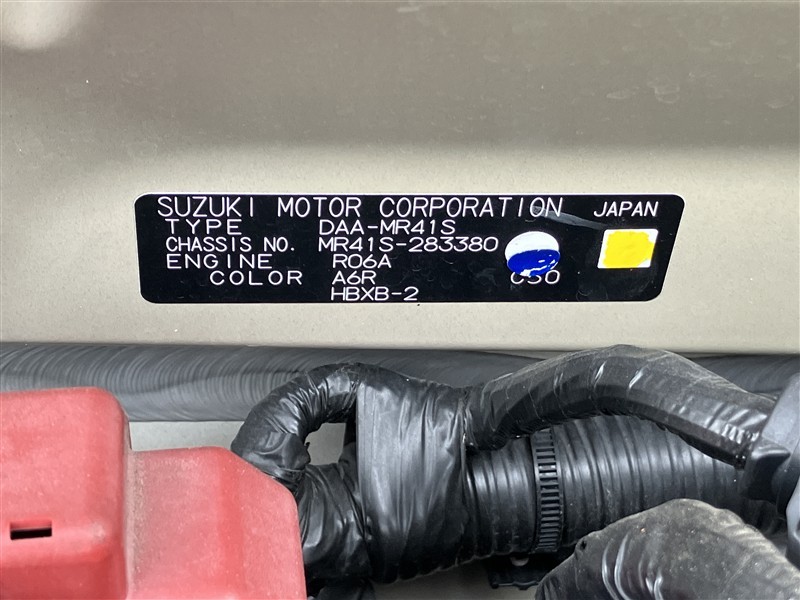 SUZUKI MOTOR CORPORATION JAPAN
TYPE DAA-MR41S
CHASSIS NO. MR41S-283380
ENGINE R06A
COLOR A6R
HBXB-2